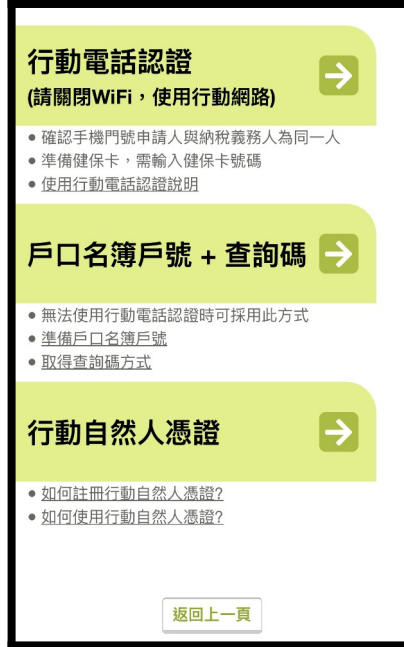 行動電話認證
(請關閉WiFi，使用行動網路)
● 確認手機門號申請人與納稅義務人為同一人
● 準備健保卡，需輸入健保卡號碼
● 使用行動電話認證說明
戶口名簿戶號 + 查詢碼
● 無法使用行動電話認證時可採用此方式
● 準備戶口名簿戶號
● 取得查詢碼方式
行動自然人憑證
● 如何註冊行動自然人憑證?
● 如何使用行動自然人憑證?
返回上一頁